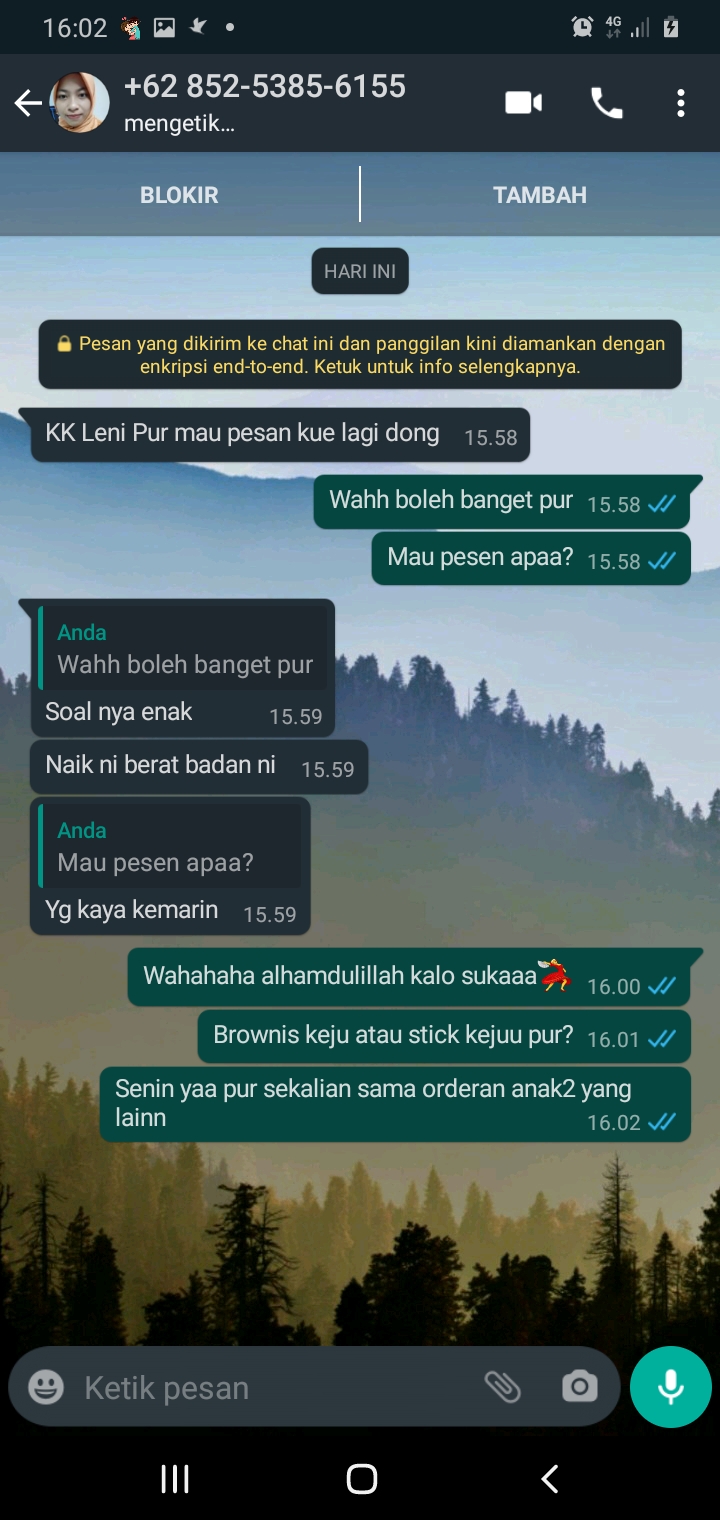 16:02
4G
+62 852-5385-6155
mengetik...
BLOKIR
TAMBAH
HARI INI
Pesan yang dikirim ke chat ini dan panggilan kini diamankan dengan
enkripsi end-to-end. Ketuk untuk info selengkapnya.
KK Leni Pur mau pesan kue lagi dong 15.58
Wahh boleh banget pur 15.58
Mau pesen apaa? 15.58
Anda
Wahh boleh banget pur
Soal nya enak 15.59
Naik ni berat badan ni 15.59
Anda
Mau pesen apaa?
Yg kaya kemarin 15.59
Wahahaha alhamdulillah kalo sukaaa 16.00
Brownis keju atau stick kejuu pur? 16.01
Senin yaa pur sekalian sama orderan anak2 yang
lainn 16.02
Ketik pesan